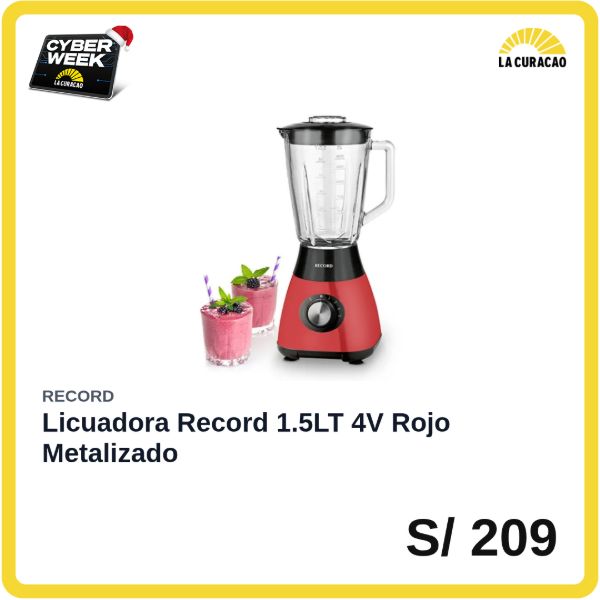 CYBER
WEEK
LA CURACAO
LA CURACAO
RECORD
RECORD
Licuadora Record 1.5LT 4V Rojo
Metalizado
S/ 209